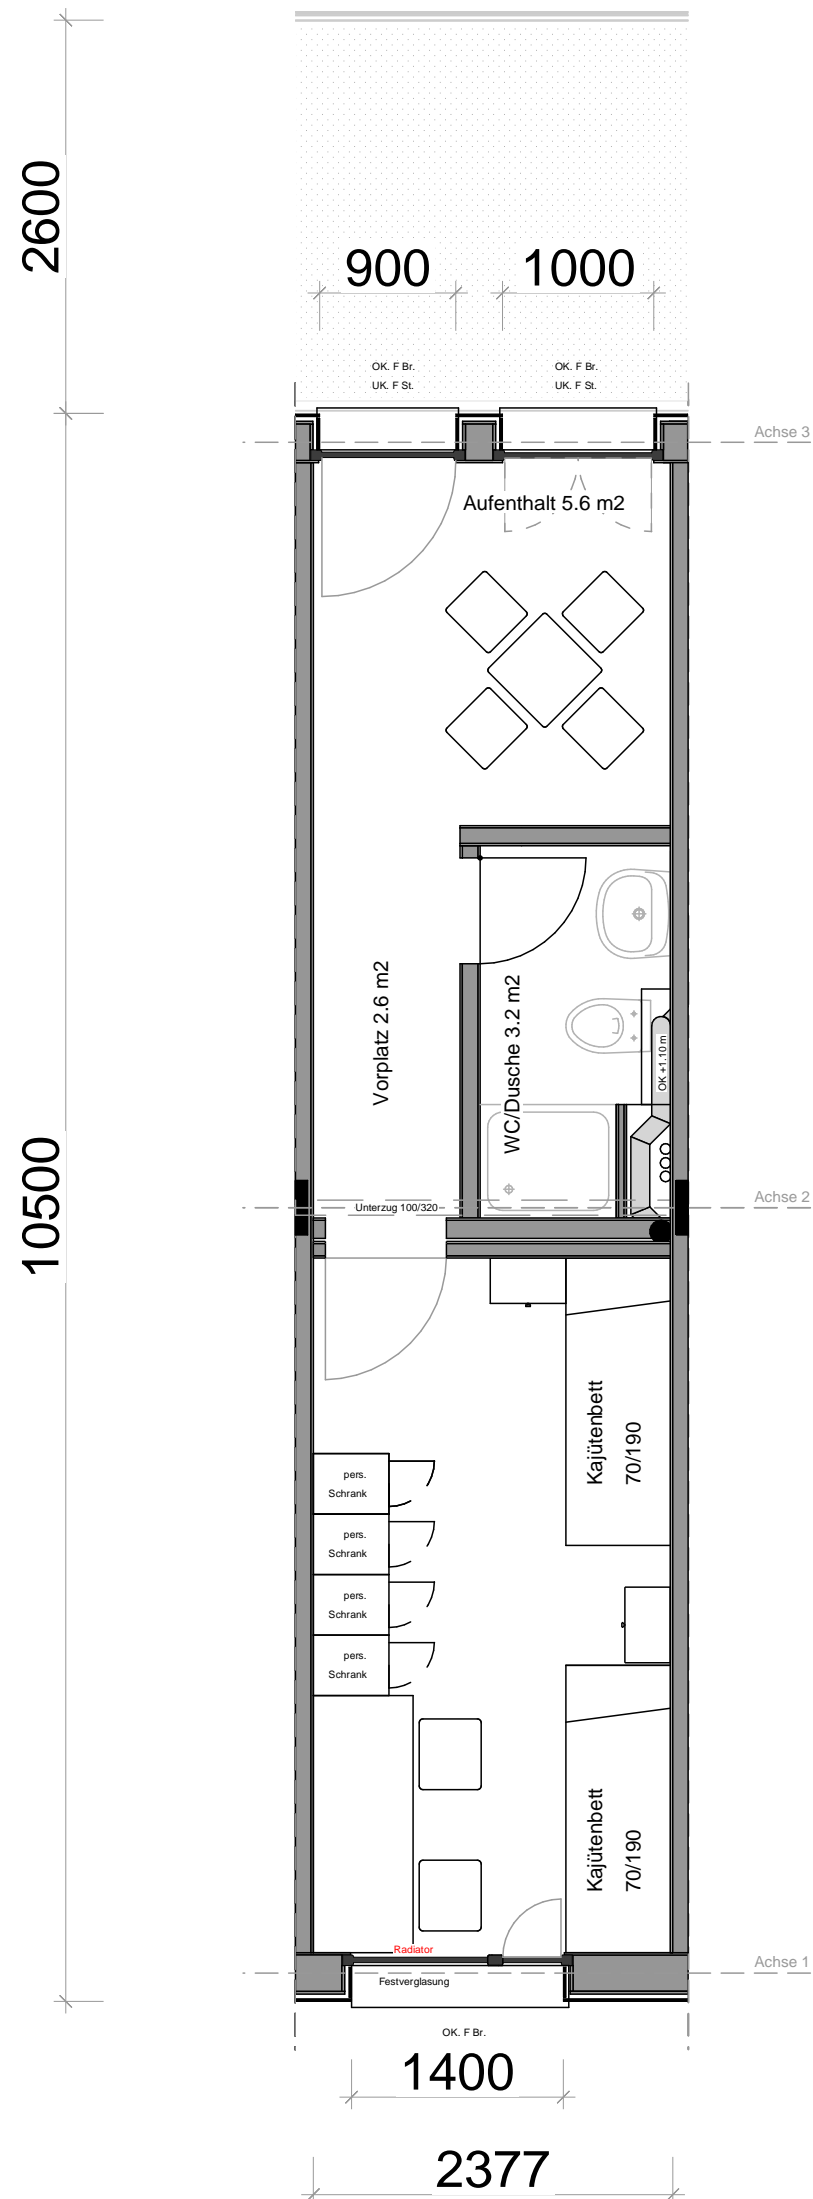 2600
900
1000
OK. F Br.
UK. F St.
OK. F Br.
UK. F St.
Achse 3
Aufenthalt 5.6 m2
Vorplatz 2.6 m2
WC/Dusche 3.2 m2
OK +1.10 m
10500
Achse 2
Unterzug 100/320
Kajütenbett
70/190
pers.
Schrank
pers.
Schrank
pers.
Schrank
pers.
Schrank
Kajütenbett
70/190
Radiator
Achse 1
Festverglasung
OK. F Br.
1400
2377